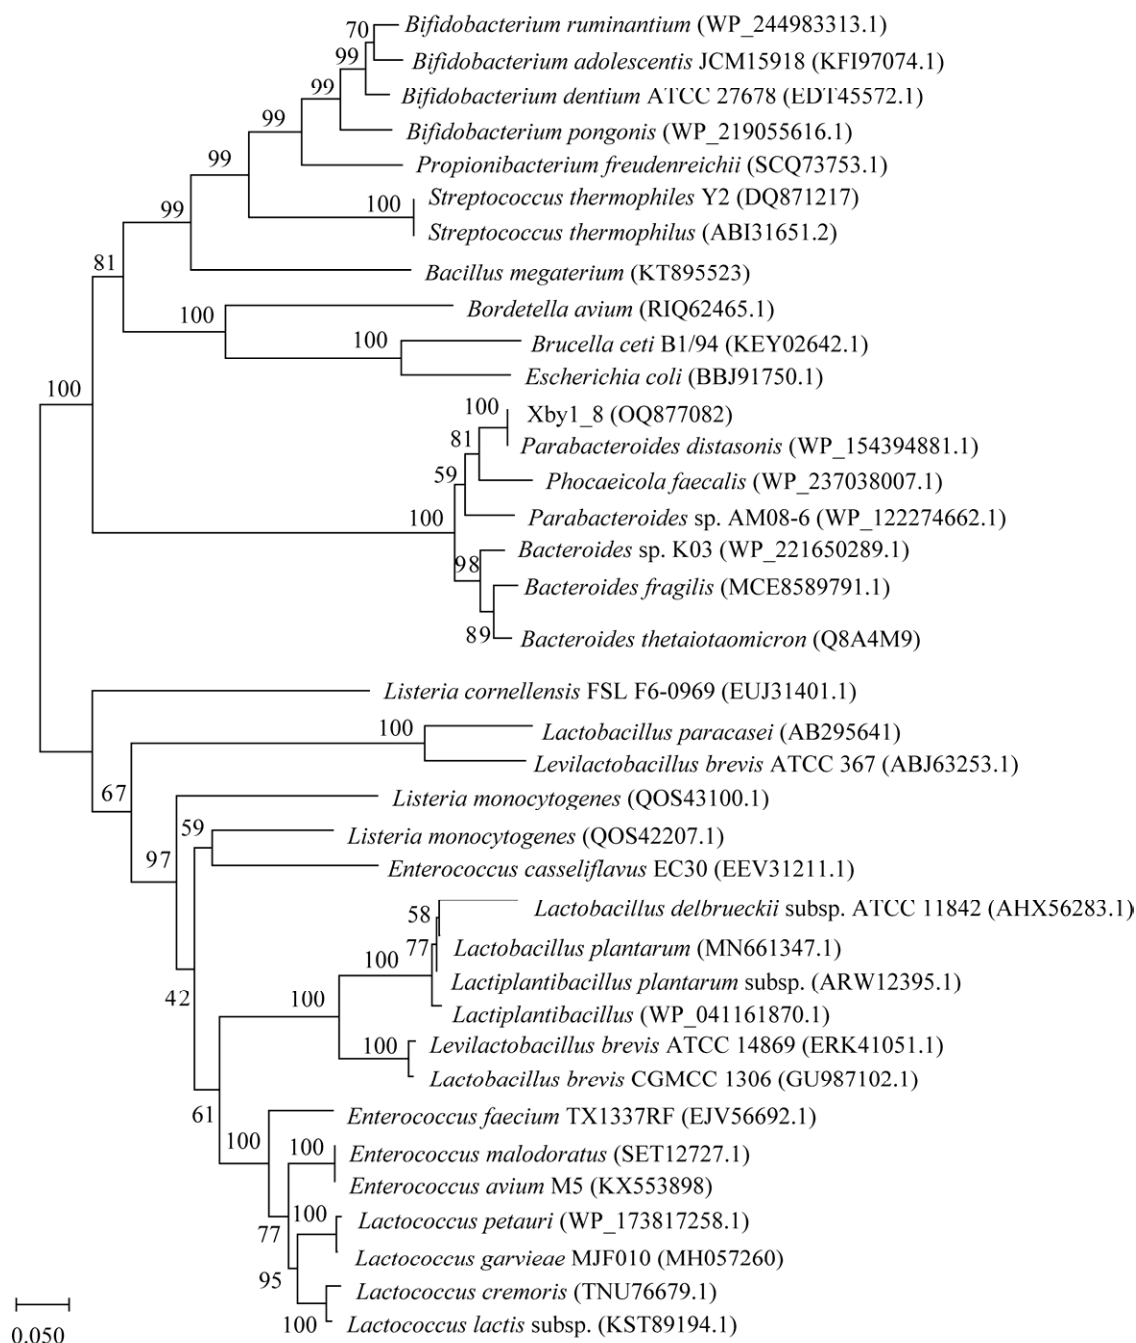 70
Bifidobacterium ruminantium (WP_244983313.1)
99
Bifidobacterium adolescentis JCM15918 (KFI97074.1)
99
Bifidobacterium dentium ATCC 27678 (EDT45572.1)
99
Bifidobacterium pongonis (WP_219055616.1)
99
Propionibacterium freudenreichii (SCQ73753.1)
99
100
Streptococcus thermophiles Y2 (DQ871217)
Streptococcus thermophilus (ABI31651.2)
81
Bacillus megaterium (KT895523)
100
Bordetella avium (RIQ62465.1)
100
Brucella ceti B1/94 (KEY02642.1)
Escherichia coli (BBJ91750.1)
100
100
Xby1_8 (OQ877082)
81
Parabacteroides distasonis (WP_154394881.1)
59
Phocaeicola faecalis (WP_237038007.1)
100
Parabacteroides sp. AM08-6 (WP_122274662.1)
98
Bacteroides sp. K03 (WP_221650289.1)
Bacteroides fragilis (MCE8589791.1)
89
Bacteroides thetaiotaomicron (Q8A4M9)
Listeria cornellensis FSL F6-0969 (EUJ31401.1)
100
Lactobacillus paracasei (AB295641)
Levilactobacillus brevis ATCC 367 (ABJ63253.1)
67
Listeria monocytogenes (QOS43100.1)
59
Listeria monocytogenes (QOS42207.1)
97
Enterococcus casseliflavus EC30 (EEV31211.1)
58
Lactobacillus delbrueckii subsp. ATCC 11842 (AHX56283.1)
77
Lactobacillus plantarum (MN661347.1)
100
Lactiplantibacillus plantarum subsp. (ARW12395.1)
42
100
Lactiplantibacillus (WP_041161870.1)
100
Levilactobacillus brevis ATCC 14869 (ERK41051.1)
Lactobacillus brevis CGMCC 1306 (GU987102.1)
61
Enterococcus faecium TX1337RF (EJV56692.1)
100
100
Enterococcus malodoratus (SET12727.1)
Enterococcus avium M5 (KX553898)
77
100
Lactococcus petauri (WP_173817258.1)
Lactococcus garvieae MJF010 (MH057260)
95
Lactococcus cremoris (TNU76679.1)
100
Lactococcus lactis subsp. (KST89194.1)
0.050